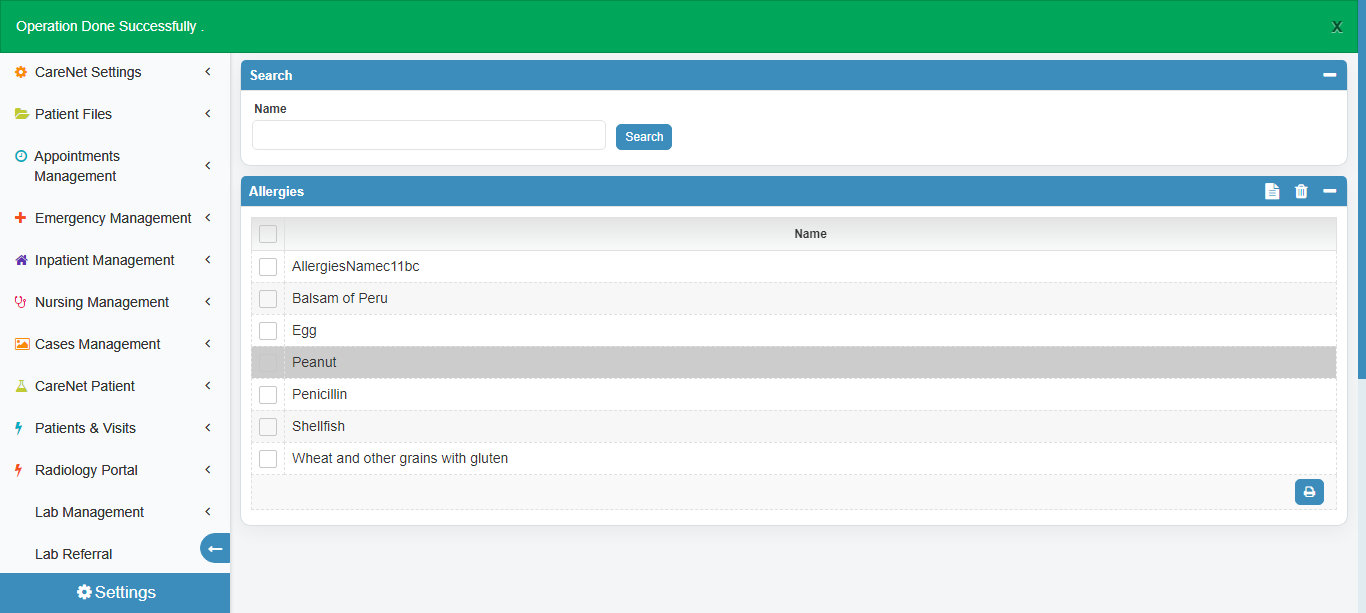 Operation Done Successfully .
X
CareNet Settings
Patient Files
Appointments
Management
Emergency Management
Inpatient Management
Nursing Management
Cases Management
CareNet Patient
Patients & Visits
Radiology Portal
Lab Management
Lab Referral
Settings
Search
Name
Search
Allergies
Name
AllergiesNamec11bc
Balsam of Peru
Egg
Peanut
Penicillin
Shellfish
Wheat and other grains with gluten